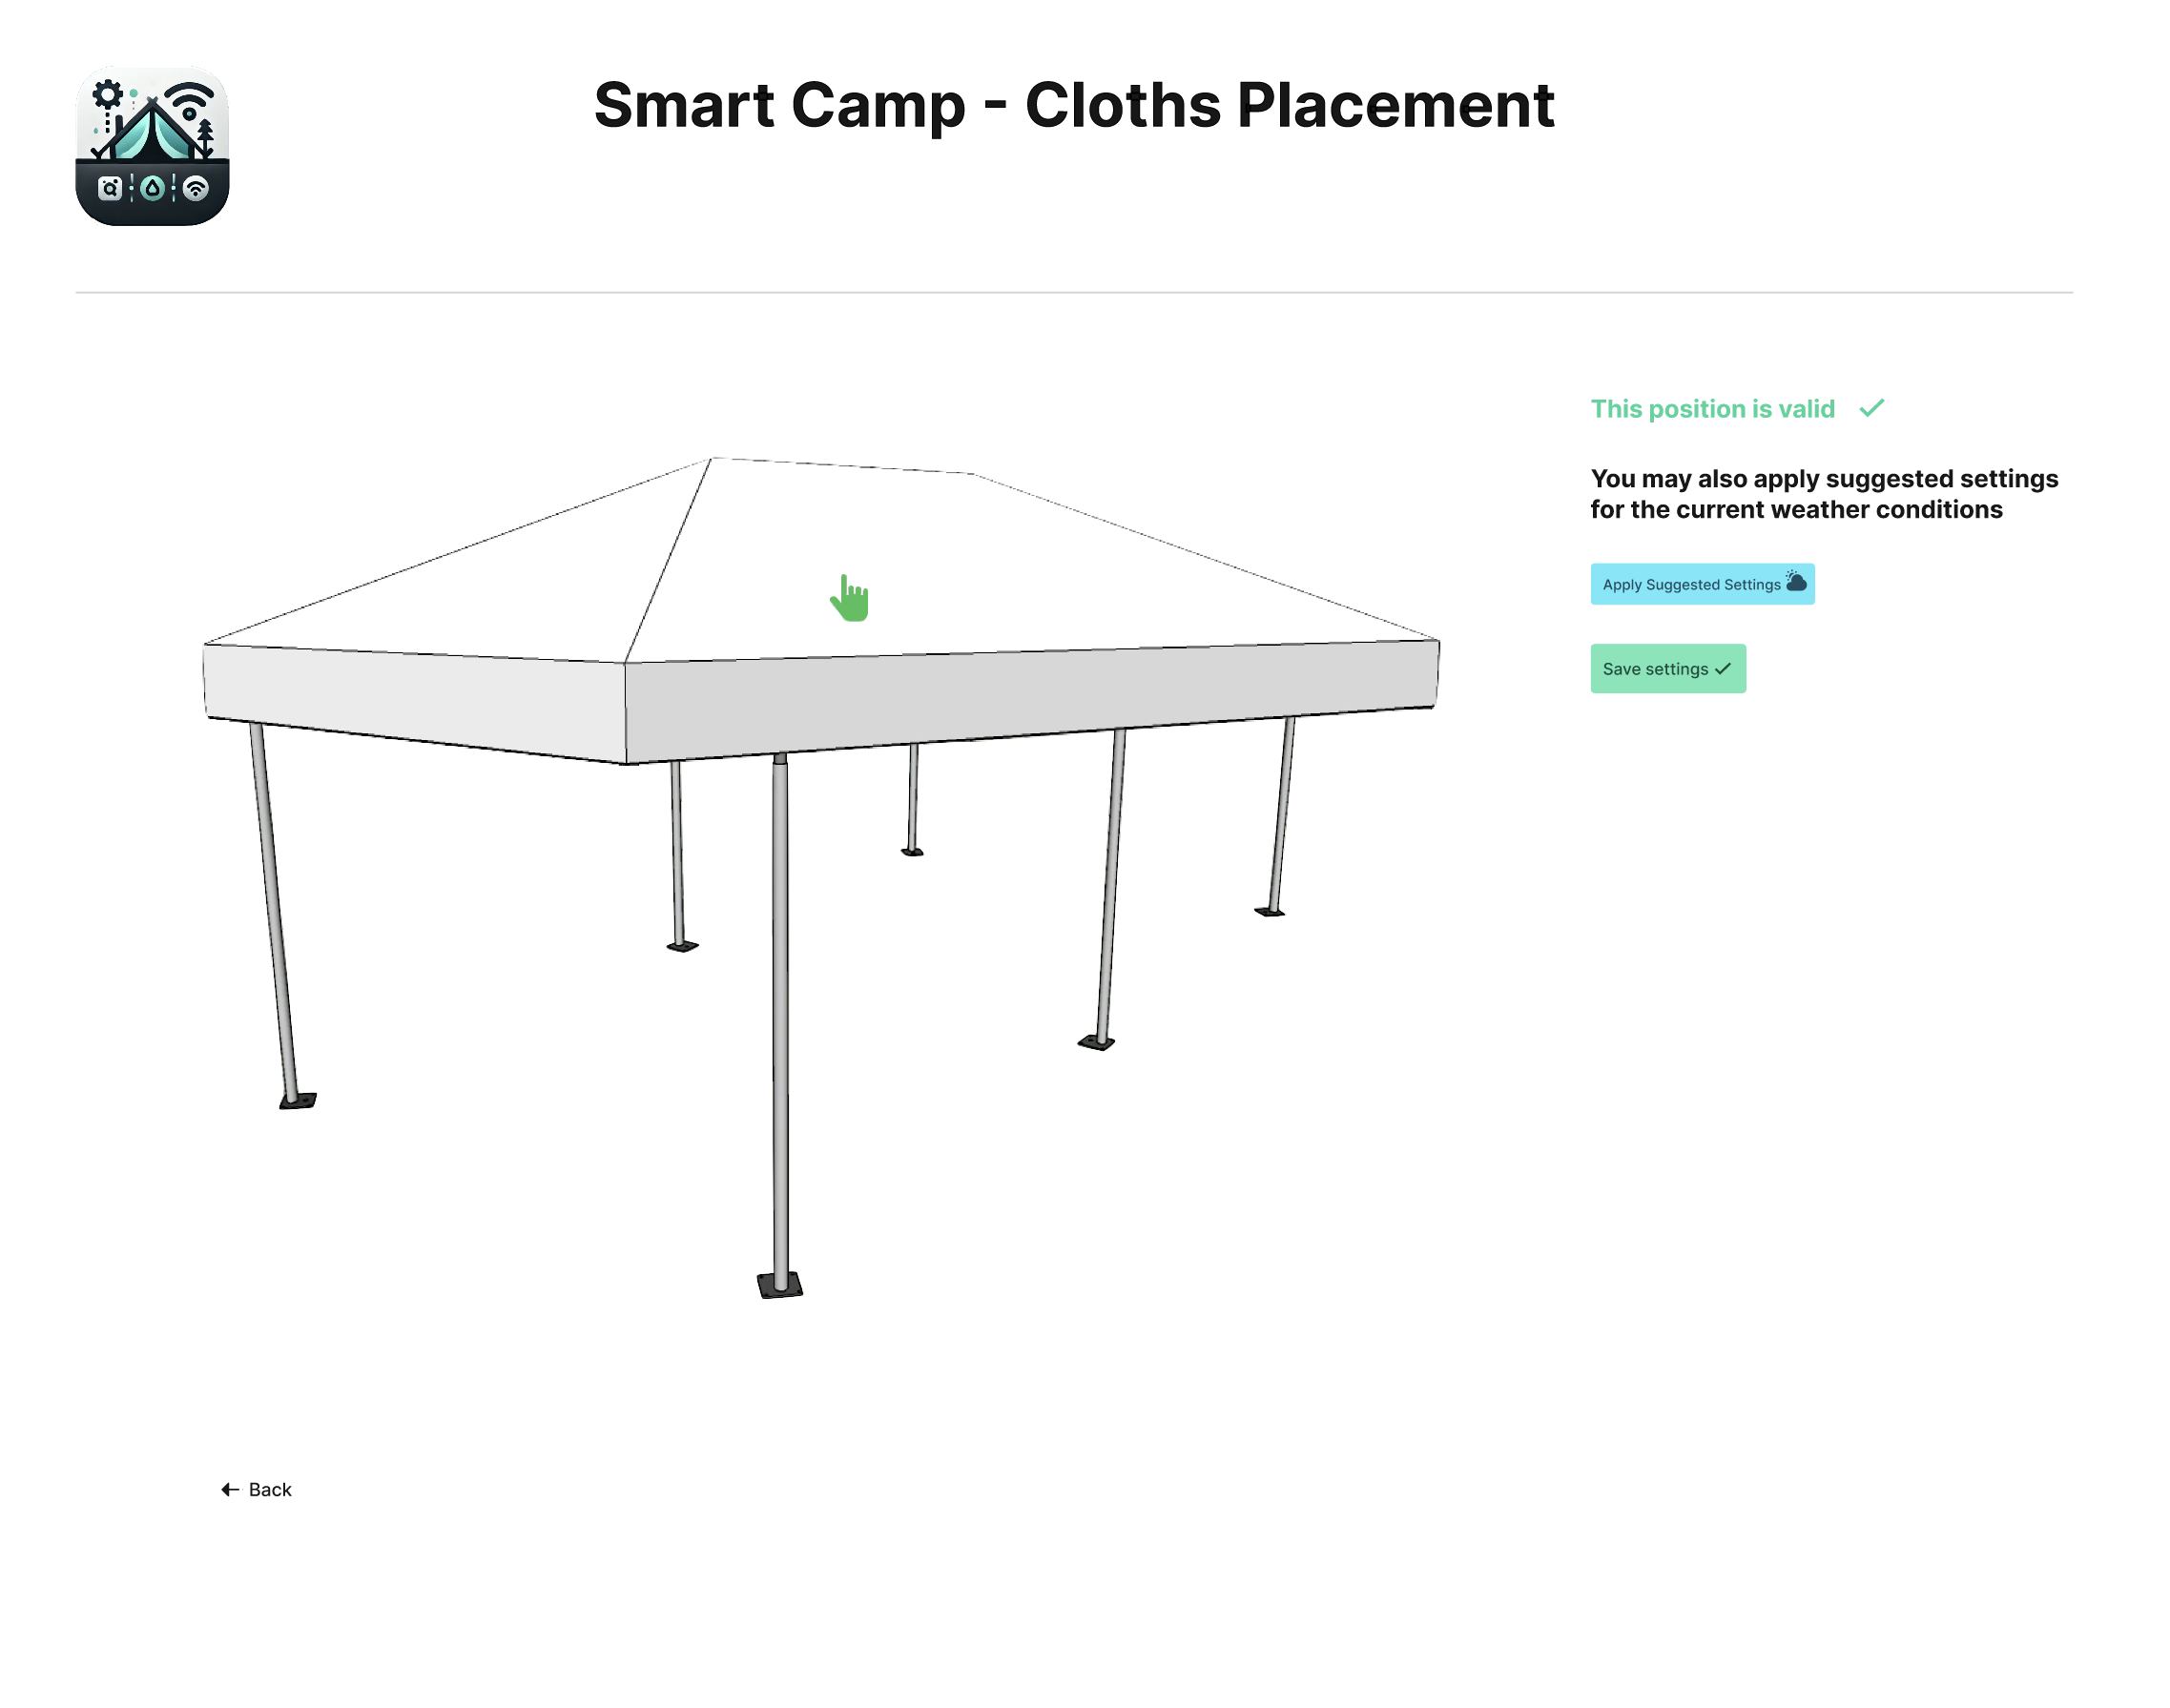 Smart Camp - Cloths Placement
This position is valid
You may also apply suggested settings
for the current weather conditions
Apply Suggested Settings
Save settings
Back